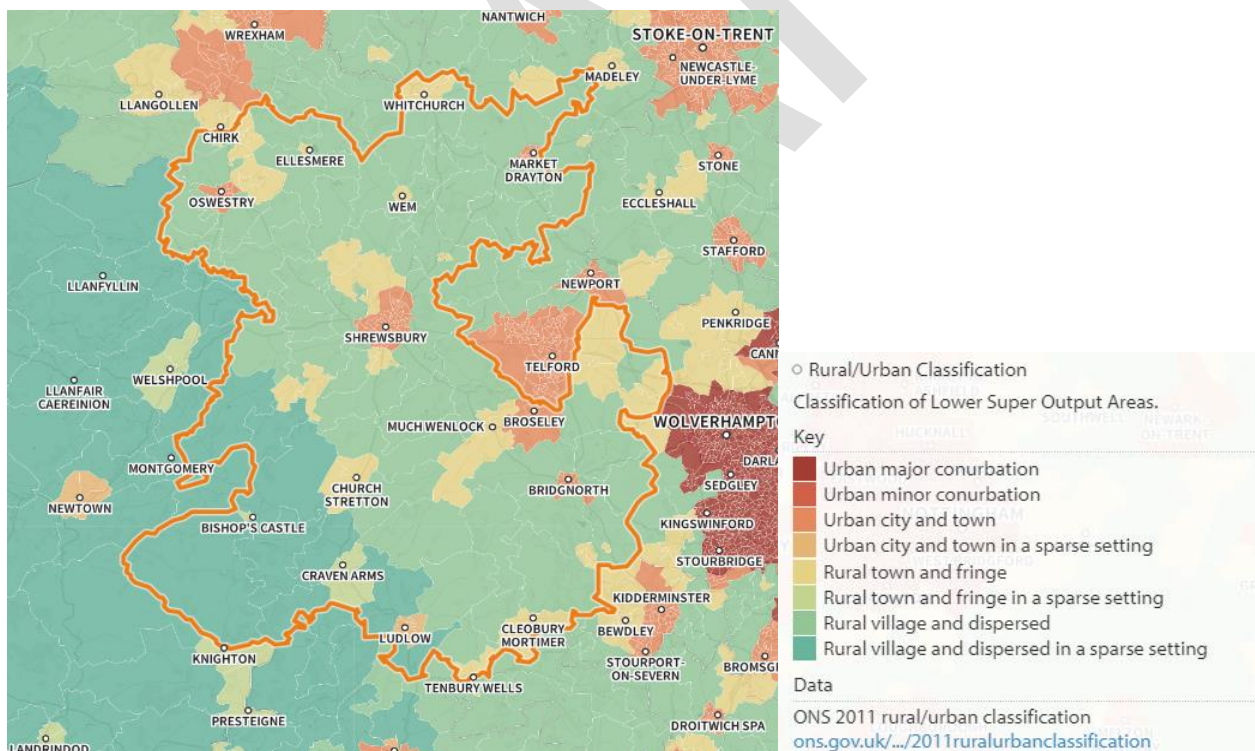 NANTWICH
WREXHAM
STOKE-ON-TRENT
NEWCASTLE-
UNDER-LYME
MADELEY
LLANGOLLEN
WHITCHURCH
CHIRK
ELLESMERE
MARKET
DRAYTON
STONE
OSWESTRY
WEM
ECCLESHALL
STAFFORD
LLANFYLLIN
NEWPORT
SHREWSBURY
PENKRIDGE
CANN
TELFORD
WELSHPOOL
LLANFAIR
CAEREINION
MUCH WENLOCK
BROSELEY
WOLVERHAMPT
DARLA
MONTGOMERY
SEDGLEY
NEWTOWN
CHURCH
STRETTON
BRIDGNORTH
BISHOP'S CASTLE
KINGSWINFORD
STOURBRIDGE
CRAVEN ARMS
KIDDERMINSTER
LUDLOW
CLEOBURY
MORTIMER
BEWDLEY
KNIGHTON
STOURPORT-
ON-SEVERN
BROMSG
TENBURY WELLS
PRESTEIGNE
DROITWICH SPA
LLANDRINDOD
Rural/Urban Classification
Classification of Lower Super Output Areas.
Key
Urban major conurbation
Urban minor conurbation
Urban city and town
Urban city and town in a sparse setting
Rural town and fringe
Rural town and fringe in a sparse setting
Rural village and dispersed
Rural village and dispersed in a sparse setting
Data
ONS 2011 rural/urban classification
ons.gov.uk/.../2011ruralurbanclassification